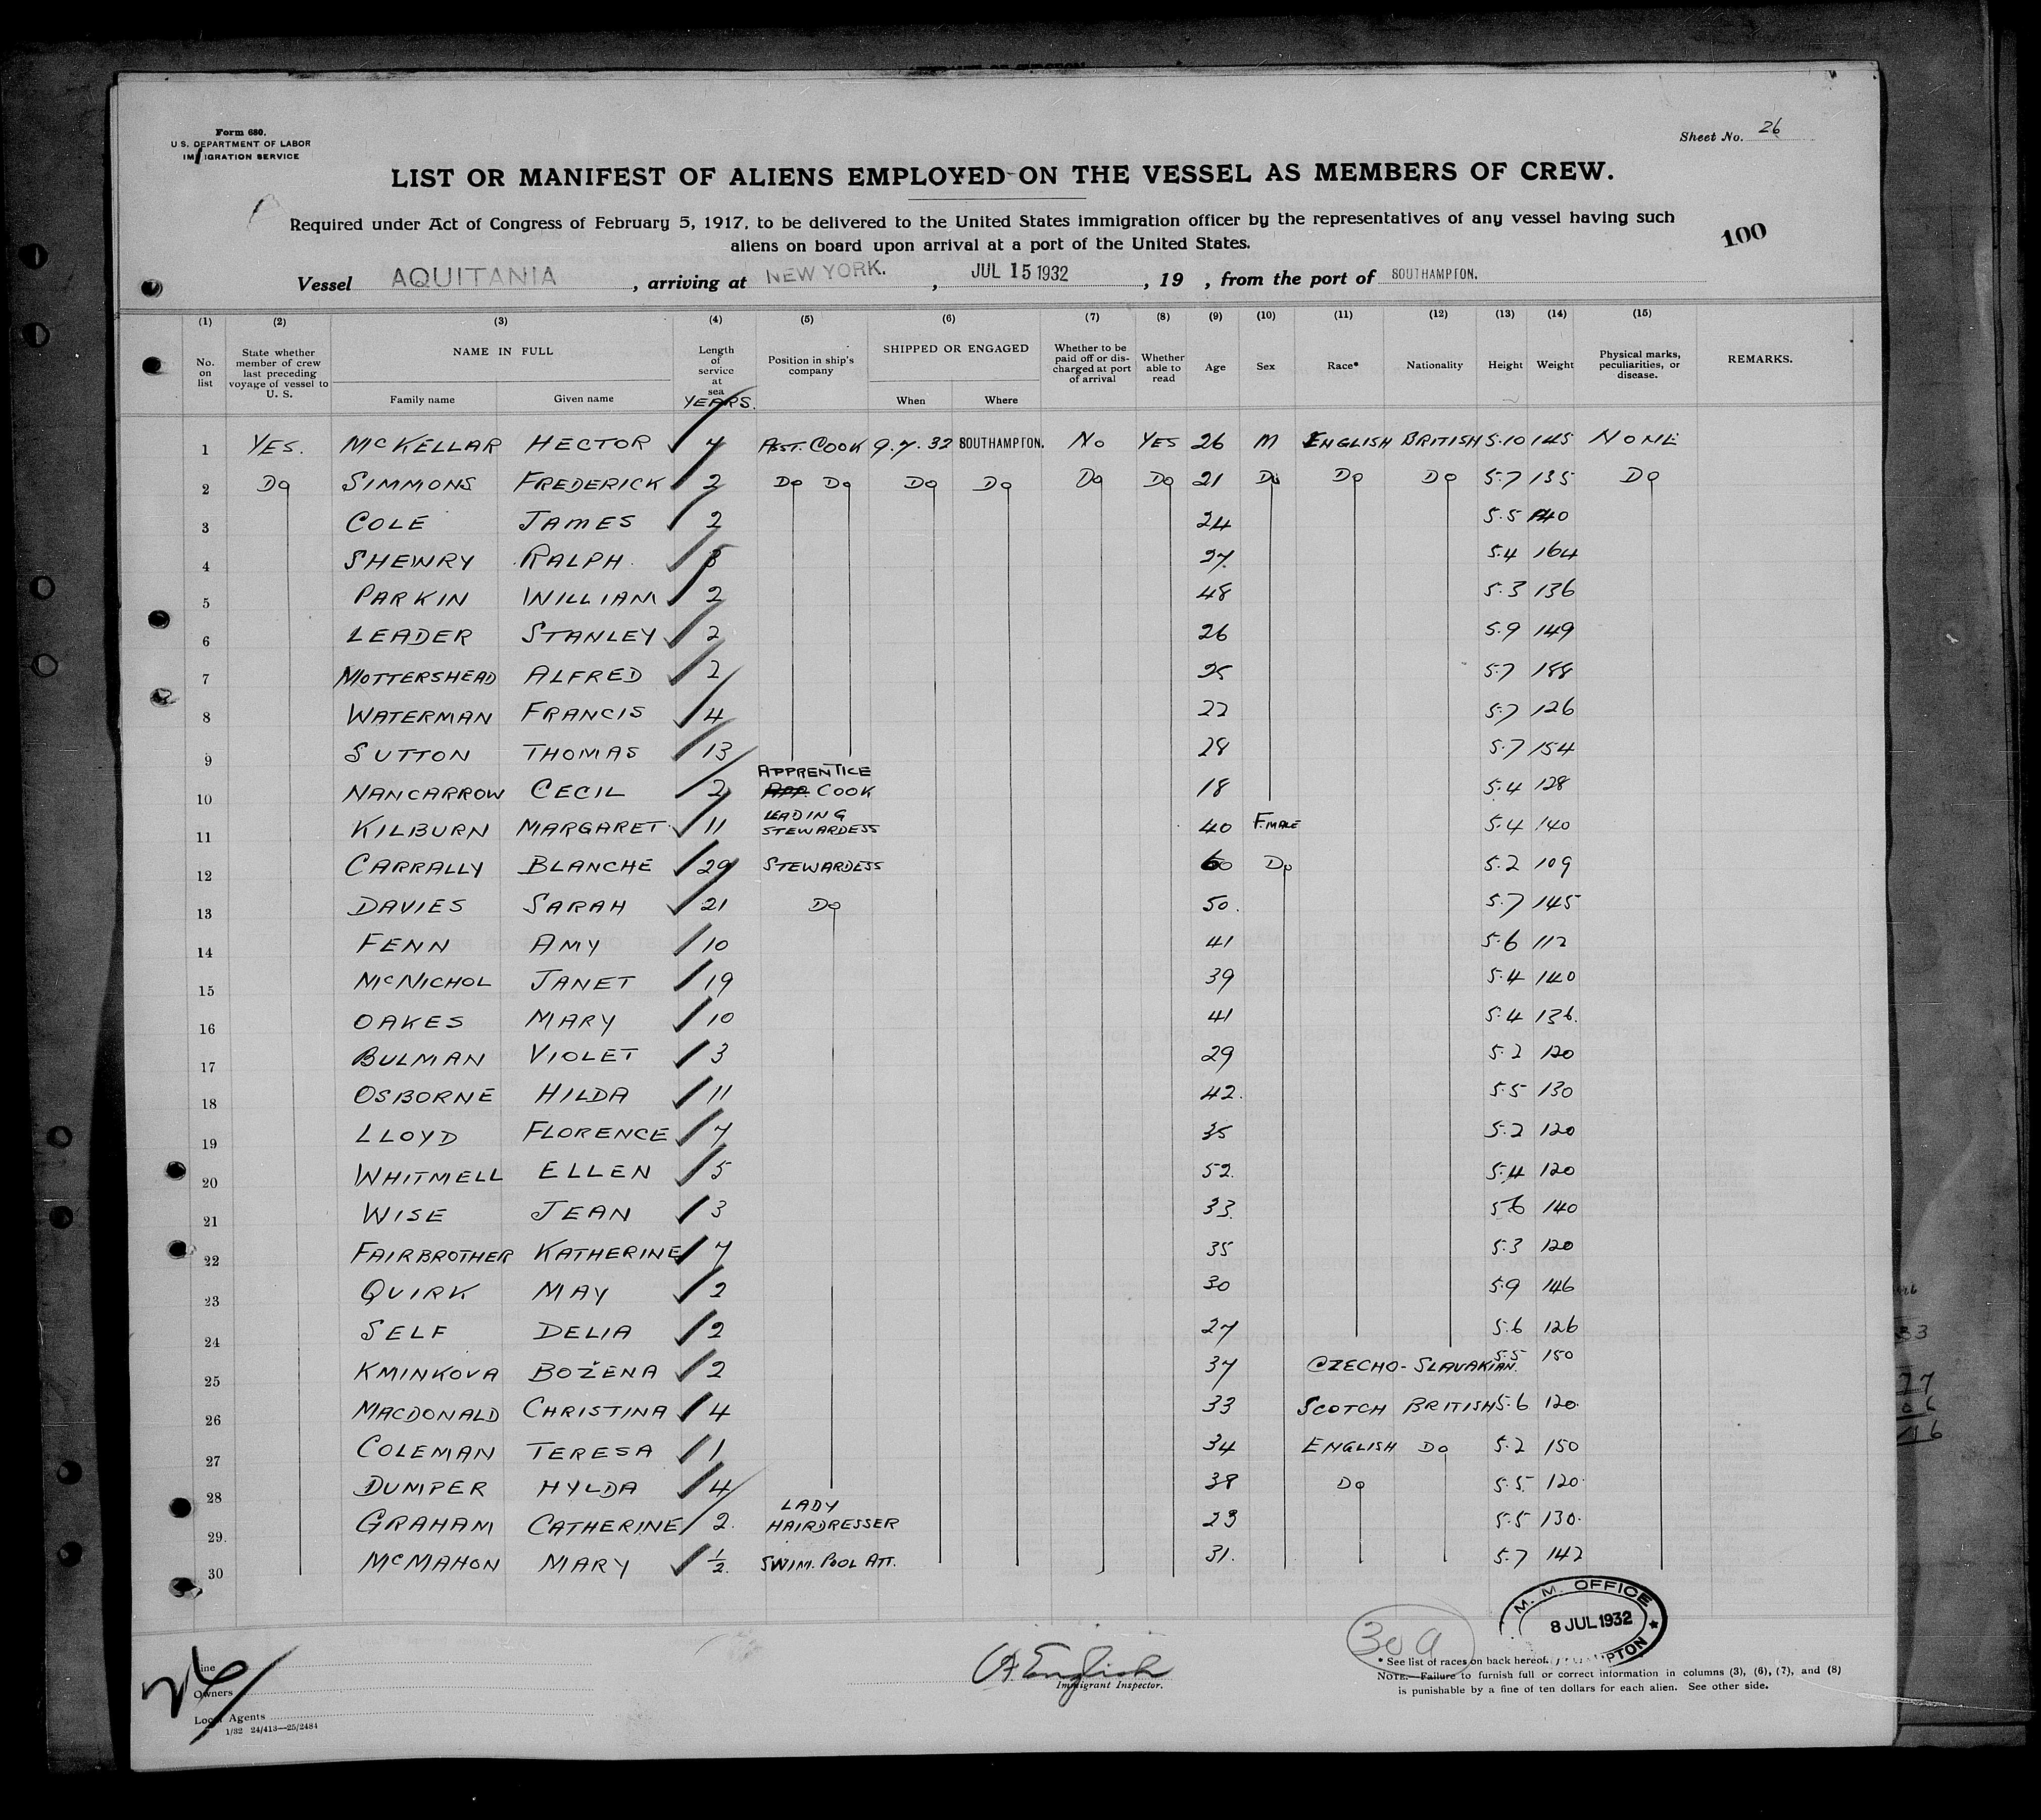 Form 680.
U.S. DEPARTMENT OF LABOR
IMMIGRATION SERVICE
Sheet No. 26
LIST OR MANIFEST OF ALIENS EMPLOYED ON THE VESSEL AS MEMBERS OF CREW.
Required under Act of Congress of February 5, 1917, to be delivered to the United States immigration officer by the representatives of any vessel having such
aliens on board upon arrival at a port of the United States.
100
Vessel AQUITANIA, arriving at NEW YORK., JUL 15 1932, 19 , from the port of SOUTHAMPTON.
(1) (2) (3) (4) (5) (6) (7) (8) (9) (10) (11) (12) (13) (14) (15)
No. on list State whether member of crew last preceding voyage of vessel to U. S. NAME IN FULL Family name Given name Length of service at sea YEARS. Position in ship's company SHIPPED OR ENGAGED When Where Whether to be paid off or discharged at port of arrival Whether able to read Age Sex Race* Nationality Height Weight Physical marks, peculiarities, or disease. REMARKS.
1 YES. McKELLAR HECTOR 7 ASST. COOK 9.7.32 SOUTHAMPTON. No YES 26 M ENGLISH BRITISH 5.10 145 NONE
2 Do SIMMONS FREDERICK 2 Do Do Do Do Do Do 21 Do Do Do 5.7 135 Do
3 COLE JAMES 2 24 5.5 140
4 SHEWRY RALPH. 27. 5.4 164
5 PARKIN WILLIAM 2 48 5.3 136
6 LEADER STANLEY 2 26 5.9 149
7 MOTTERSHEAD ALFRED 2 25 5.7 188
8 WATERMAN FRANCIS 4 22 5.7 126
9 SUTTON THOMAS 13 28 5.7 154
10 NANCARROW CECIL 2 APPRENTICE APP. COOK 18 5.4 128
11 KILBURN MARGARET. 11 LEADING STEWARDESS 40 F.MALE 5.4 140
12 CARRALLY BLANCHE 29 STEWARDESS 60 Do 5.2 109
13 DAVIES SARAH 21 Do 50. 5.7 145
14 FENN AMY 10 41 5.6 112
15 McNICHOL JANET 19 39 5.4 140
16 OAKES MARY 10 41 5.4 136.
17 BULMAN VIOLET 3 29 5.2 120
18 OSBORNE HILDA 11 42. 5.5 130
19 LLOYD FLORENCE 7 35 5.2 120
20 WHITMELL ELLEN 5 52. 5.4 120
21 WISE JEAN 3 33. 5.6 140
22 FAIRBROTHER KATHERINE 7 35 5.3 120
23 QUIRK MAY 2 30 5.9 146
24 SELF DELIA 2 27 5.6 126
25 KMINKOVA BOŽENA 2 37 CZECHO-SLAVAKIAN. 5.5 150
26 MACDONALD CHRISTINA 4 33 SCOTCH BRITISH 5.6 120.
27 COLEMAN TERESA 1 34 ENGLISH Do 5.2 150
28 DUMPER HYLDA 4 38 Do 5.5. 120.
29. GRAHAM CATHERINE 2. LADY HAIRDRESSER 23 5.5 130.
30 McMAHON MARY ½. SWIM. POOL ATT. 31. 5.7 142
M. M. OFFICE
8 JUL 1932
30 a
26
Line
Owners
Local Agents
1/32 24/413—25/2484
A. English
Immigrant Inspector.
* See list of races on back hereof.
NOTE.—Failure to furnish full or correct information in columns (3), (6), (7), and (8)
is punishable by a fine of ten dollars for each alien. See other side.